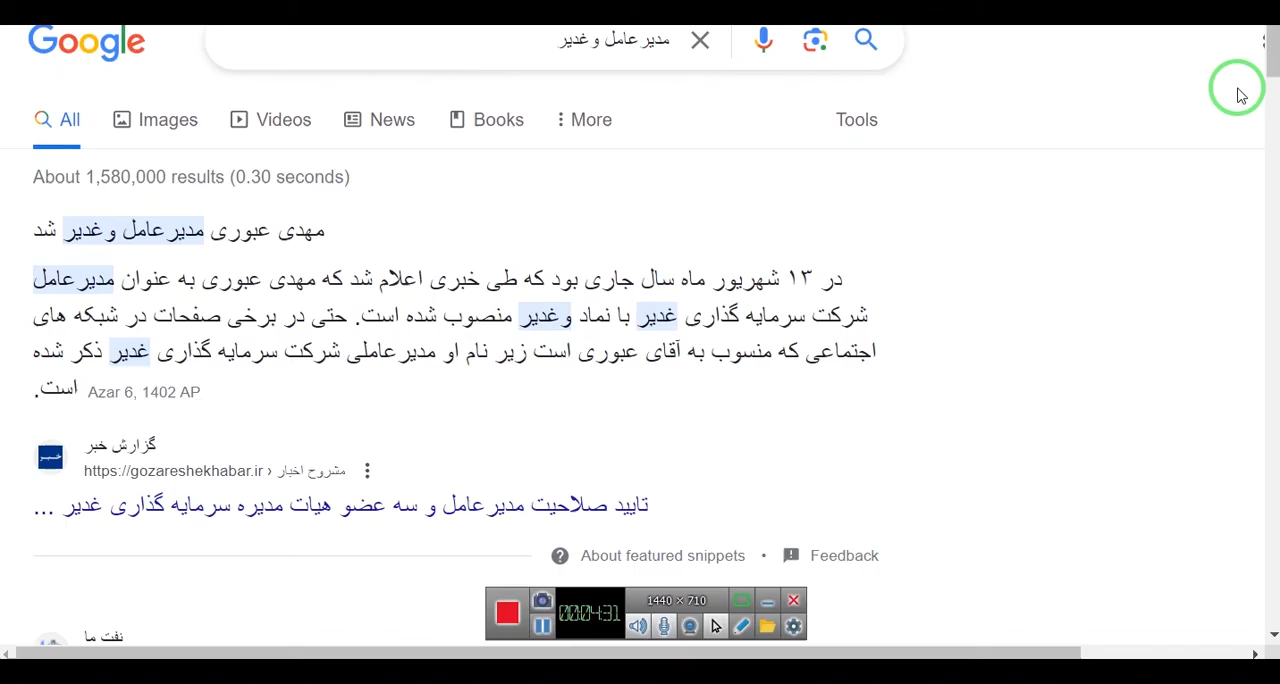 Google
مدیرعامل وغدیر
All Images Videos News Books More Tools
About 1,580,000 results (0.30 seconds)
مهدی عبوری مدیرعامل وغدیر شد
در ۱۳ شهریور ماه سال جاری بود که طی خبری اعلام شد که مهدی عبوری به عنوان مدیرعامل
شرکت سرمایه گذاری غدیر با نماد وغدیر منصوب شده است. حتی در برخی صفحات در شبکه های
اجتماعی که منسوب به آقای عبوری است زیر نام او مدیرعاملی شرکت سرمایه گذاری غدیر ذکر شده
است. Azar 6, 1402 AP
گزارش خبر
https://gozareshekhabar.ir › مشروح اخبار
تایید صلاحیت مدیرعامل و سه عضو هیات مدیره سرمایه گذاری غدیر ...
About featured snippets • Feedback
1440 × 710
00:04:31
نفت ما